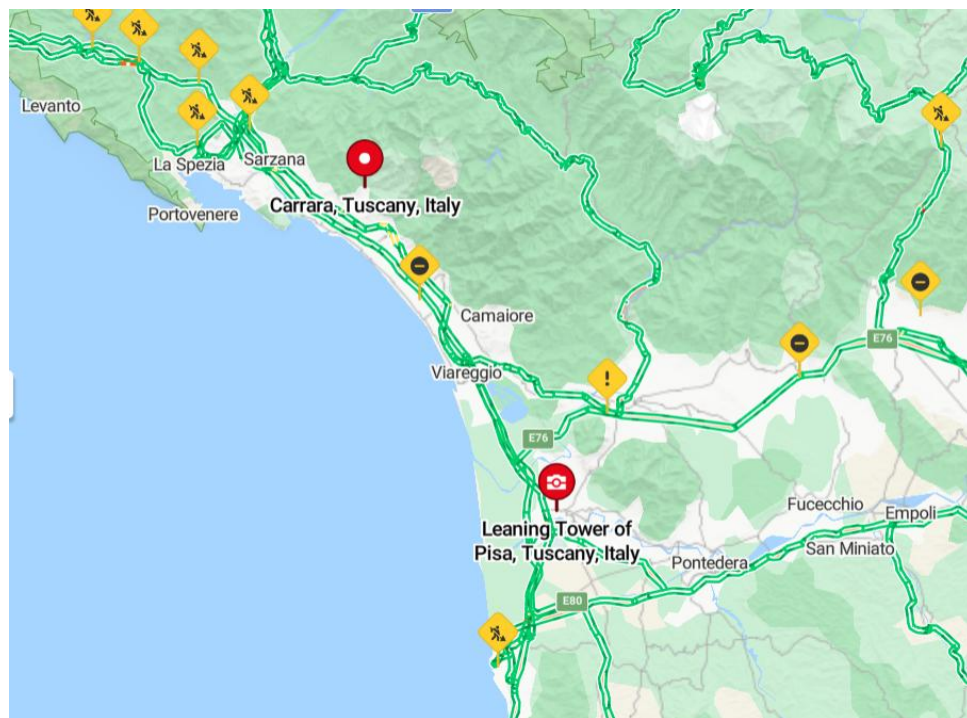 Levanto
La Spezia
Sarzana
Portovenere
Carrara, Tuscany, Italy
Camaiore
Viareggio
E76
E76
Leaning Tower of
Pisa, Tuscany, Italy
Fucecchio
Empoli
San Miniato
Pontedera
E80